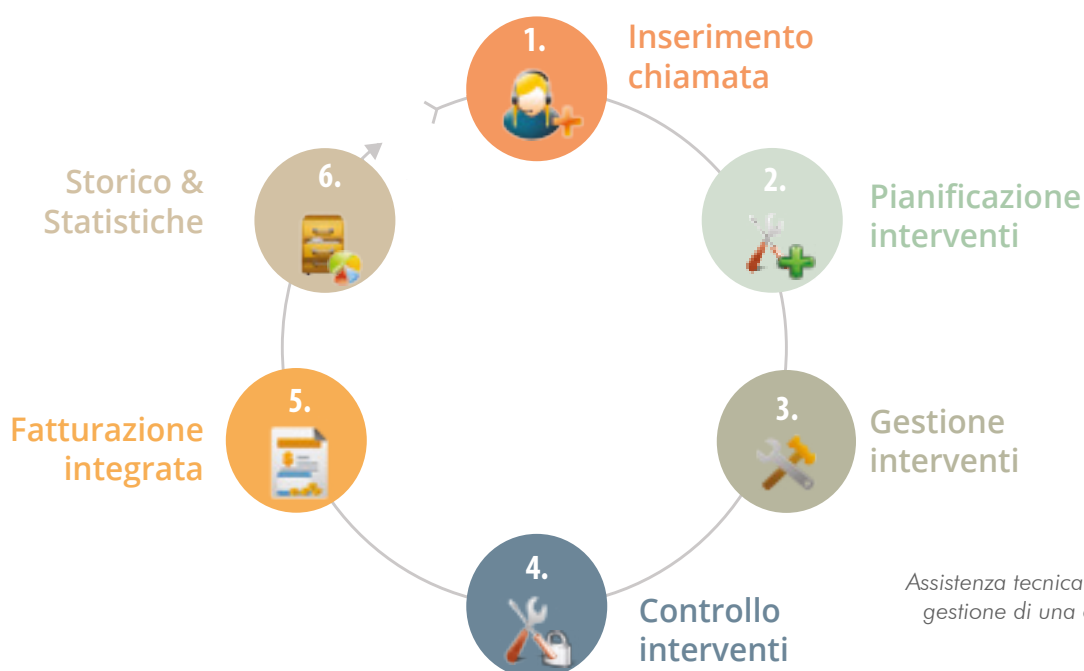 1.
Inserimento
chiamata
2.
Pianificazione
interventi
3.
Gestione
interventi
4.
Controllo
interventi
5.
Fatturazione
integrata
6.
Storico &
Statistiche
Assistenza tecnica
gestione di una